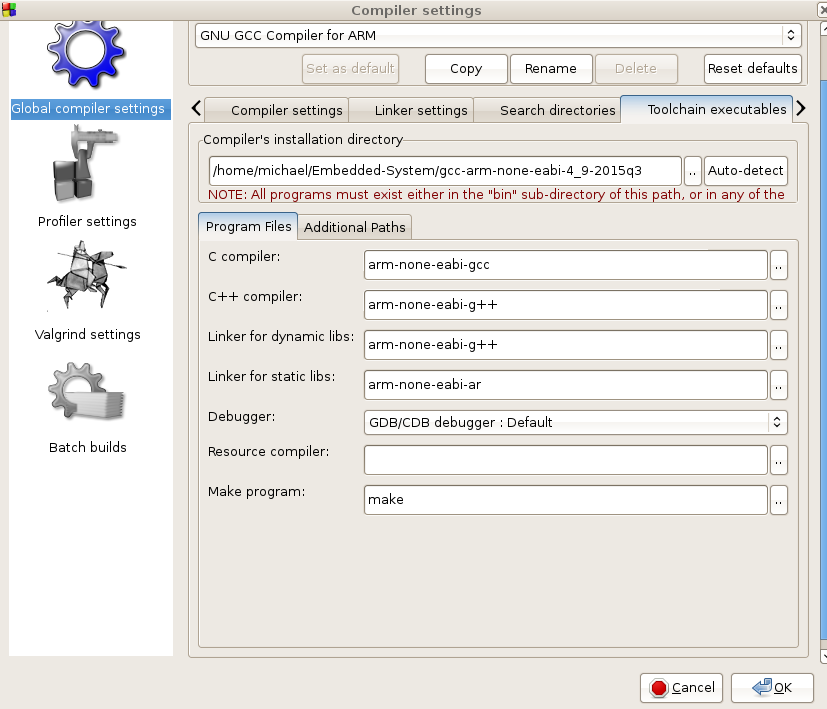 Compiler settings
GNU GCC Compiler for ARM
Set as default Copy Rename Delete Reset defaults
Global compiler settings
Compiler settings Linker settings Search directories Toolchain executables
Compiler's installation directory
/home/michael/Embedded-System/gcc-arm-none-eabi-4_9-2015q3 .. Auto-detect
NOTE: All programs must exist either in the "bin" sub-directory of this path, or in any of the
Profiler settings
Program Files Additional Paths
C compiler: arm-none-eabi-gcc ..
C++ compiler: arm-none-eabi-g++ ..
Valgrind settings
Linker for dynamic libs: arm-none-eabi-g++ ..
Linker for static libs: arm-none-eabi-ar ..
Debugger: GDB/CDB debugger : Default
Batch builds
Resource compiler: ..
Make program: make ..
Cancel OK